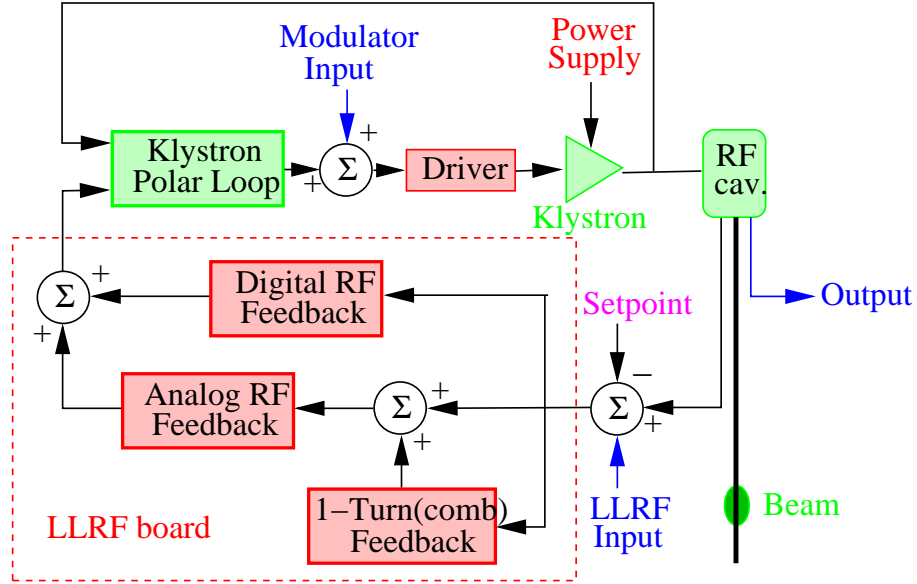 Modulator
Input
Power
Supply
Klystron
Polar Loop
+
+
Σ
Driver
Klystron
RF
cav.
Digital RF
Feedback
+
+
Σ
Setpoint
Output
Analog RF
Feedback
+
+
Σ
−
+
Σ
LLRF board
1−Turn(comb)
Feedback
LLRF
Input
Beam